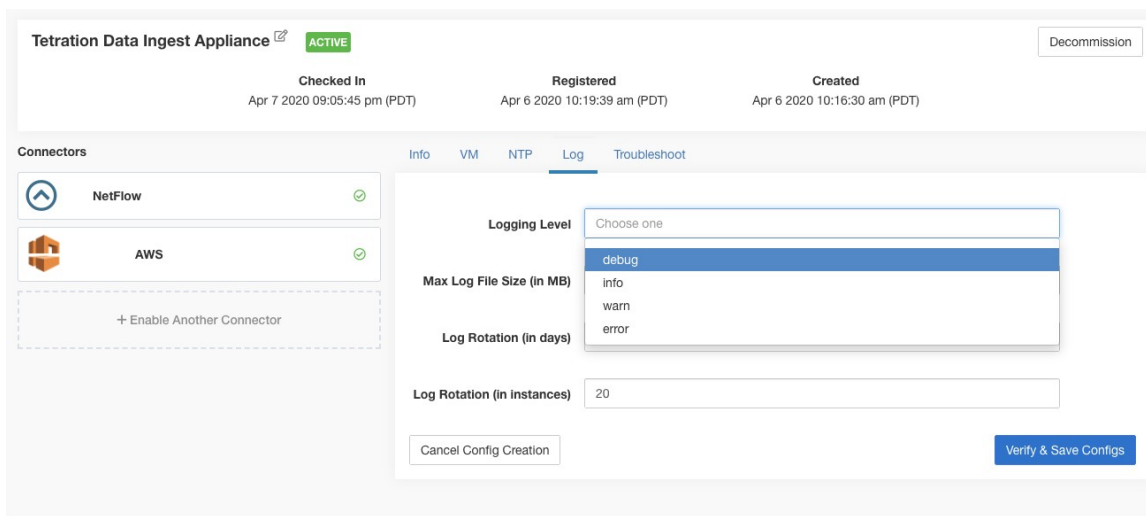 Tetration Data Ingest Appliance ACTIVE
Decommission
Checked In Registered Created
Apr 7 2020 09:05:45 pm (PDT) Apr 6 2020 10:19:39 am (PDT) Apr 6 2020 10:16:30 am (PDT)
Connectors
NetFlow
AWS
+ Enable Another Connector
Info VM NTP Log Troubleshoot
Logging Level Choose one
debug
info
warn
error
Max Log File Size (in MB)
Log Rotation (in days)
Log Rotation (in instances) 20
Cancel Config Creation Verify & Save Configs